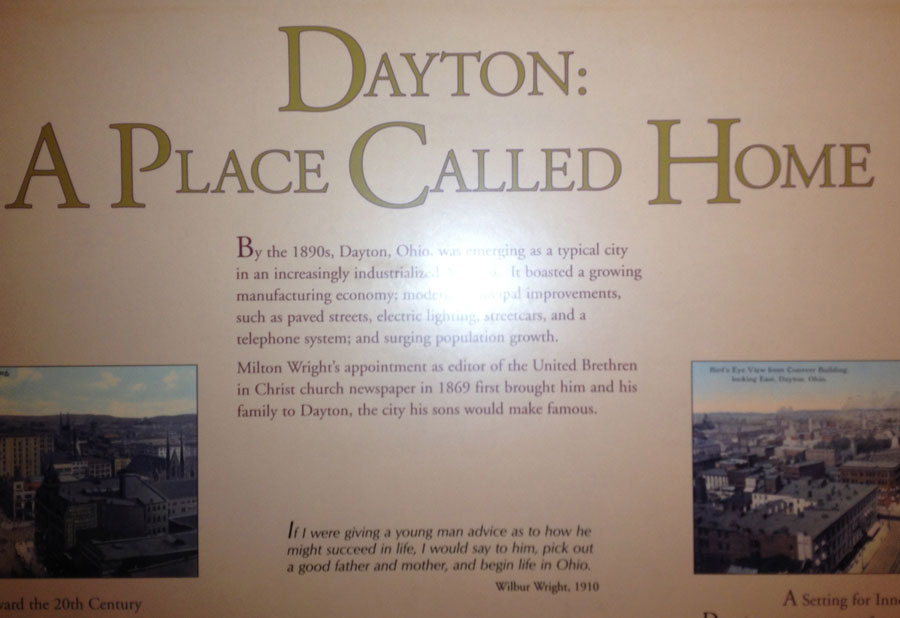 DAYTON:
A PLACE CALLED HOME
By the 1890s, Dayton, Ohio, was emerging as a typical city
in an increasingly industrialized It boasted a growing
manufacturing economy; improvements,
such as paved streets, electric lighting, streetcars, and a
telephone system; and surging population growth.
Milton Wright's appointment as editor of the United Brethren
in Christ church newspaper in 1869 first brought him and his
family to Dayton, the city his sons would make famous.
Bird's Eye View from Conover Building,
looking East, Dayton, Ohio.
If I were giving a young man advice as to how he
might succeed in life, I would say to him, pick out
a good father and mother, and begin life in Ohio.
Wilbur Wright, 1910
ward the 20th Century
A Setting for Inno